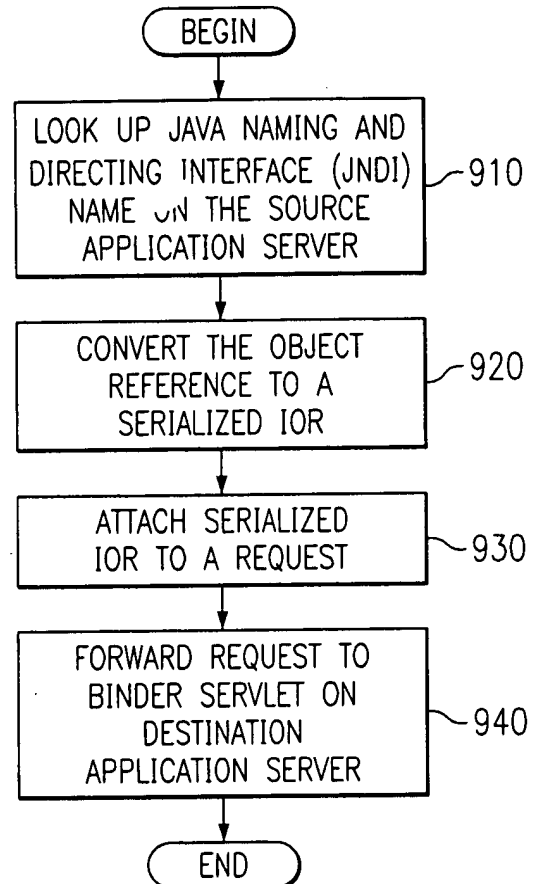 BEGIN
LOOK UP JAVA NAMING AND
DIRECTING INTERFACE (JNDI)
NAME ON THE SOURCE
APPLICATION SERVER
910
CONVERT THE OBJECT
REFERENCE TO A
SERIALIZED IOR
920
ATTACH SERIALIZED
IOR TO A REQUEST
930
FORWARD REQUEST TO
BINDER SERVLET ON
DESTINATION
APPLICATION SERVER
940
END